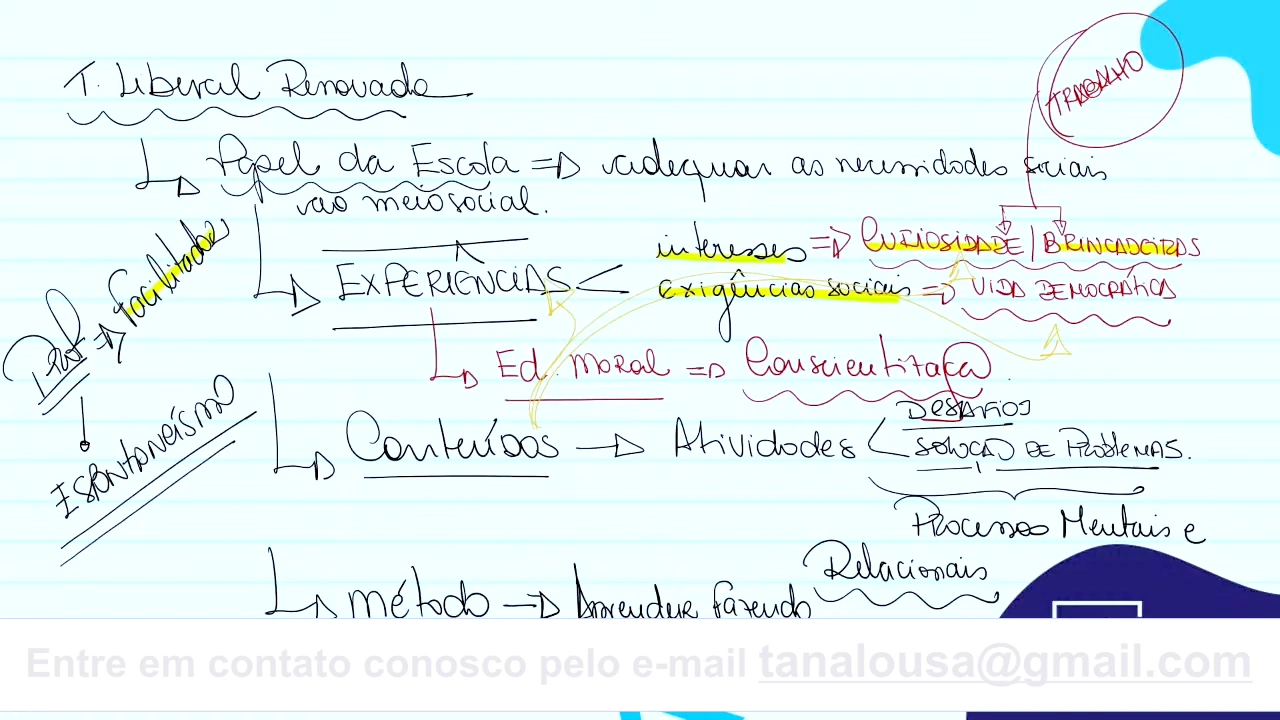 TRABALHO
T. Liberal Renovada
Papel da Escola => adequar as necessidades sociais
ao meio social.
Prof => facilitador
ESPONTANEÍSMO
EXPERIENCIAS <
interesses => CURIOSIDADE | BRINCADEIRAS
exigências sociais => VIDA DEMOCRÁTICA
Ed. Moral => Conscientizaçã
Conteúdos -> Atividades <
DESAFIOS
SOLUÇÃO DE PROBLEMAS.
Processos Mentais e
Relacionais
método -> Aprender fazendo
Entre em contato conosco pelo e-mail tanalousa@gmail.com